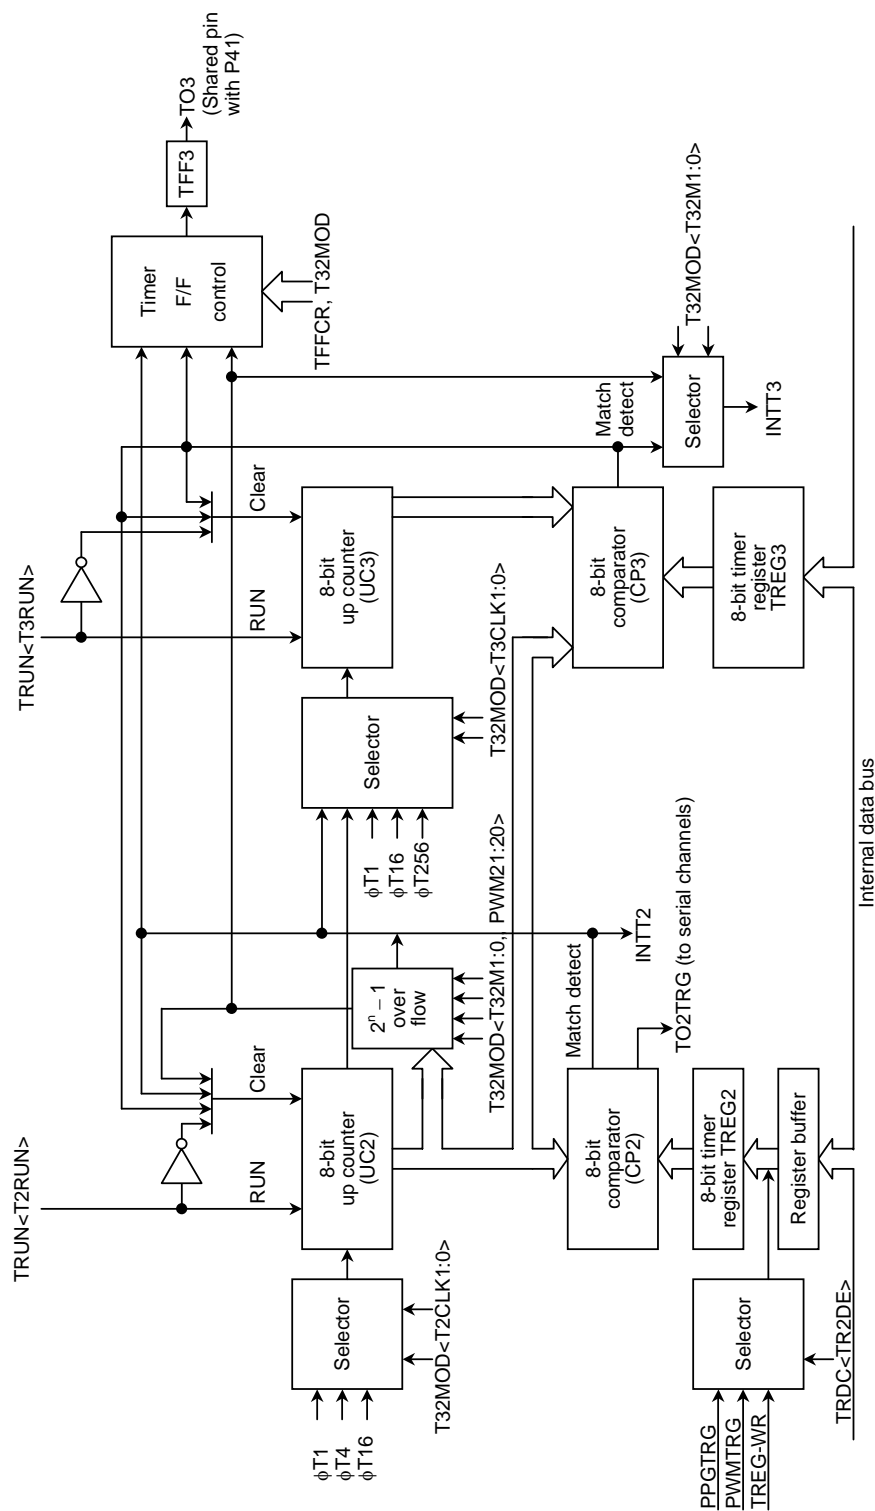 TRUN<T2RUN>
TRUN<T3RUN>
TO3
(Shared pin
with P41)
TFF3
Timer
F/F
control
TFFCR, T32MOD
RUN
Clear
RUN
Clear
φT1
φT4
φT16
Selector
T32MOD<T2CLK1:0>
8-bit
up counter
(UC2)
2ⁿ − 1
over
flow
T32MOD<T32M1:0,, PWM21:20>
φT1
φT16
φT256
Selector
T32MOD<T3CLK1:0>
8-bit
up counter
(UC3)
Match detect
INTT2
TO2TRG (to serial channels)
8-bit
comparator
(CP2)
8-bit
comparator
(CP3)
Match
detect
Selector
T32MOD<T32M1:0>
INTT3
PPGTRG
PWMTRG
TREG-WR
Selector
TRDC<TR2DE>
8-bit timer
register TREG2
Register buffer
8-bit timer
register
TREG3
Internal data bus